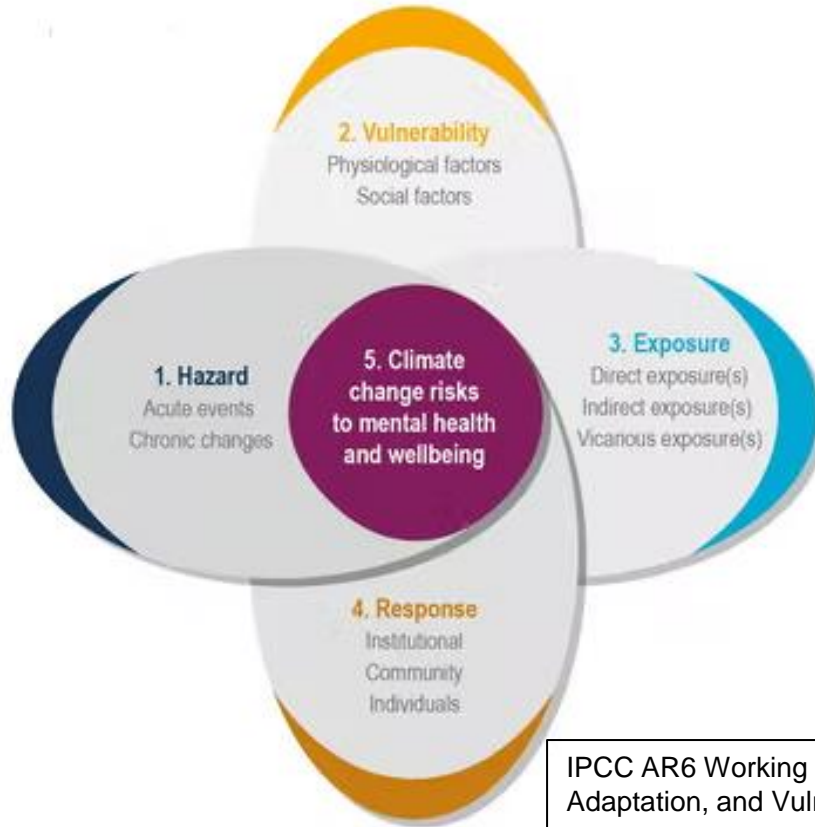 2. Vulnerability
Physiological factors
Social factors
1. Hazard
Acute events
Chronic changes
5. Climate
change risks
to mental health
and wellbeing
3. Exposure
Direct exposure(s)
Indirect exposure(s)
Vicarious exposure(s)
4. Response
Institutional
Community
Individuals
IPCC AR6 Working
Adaptation, and